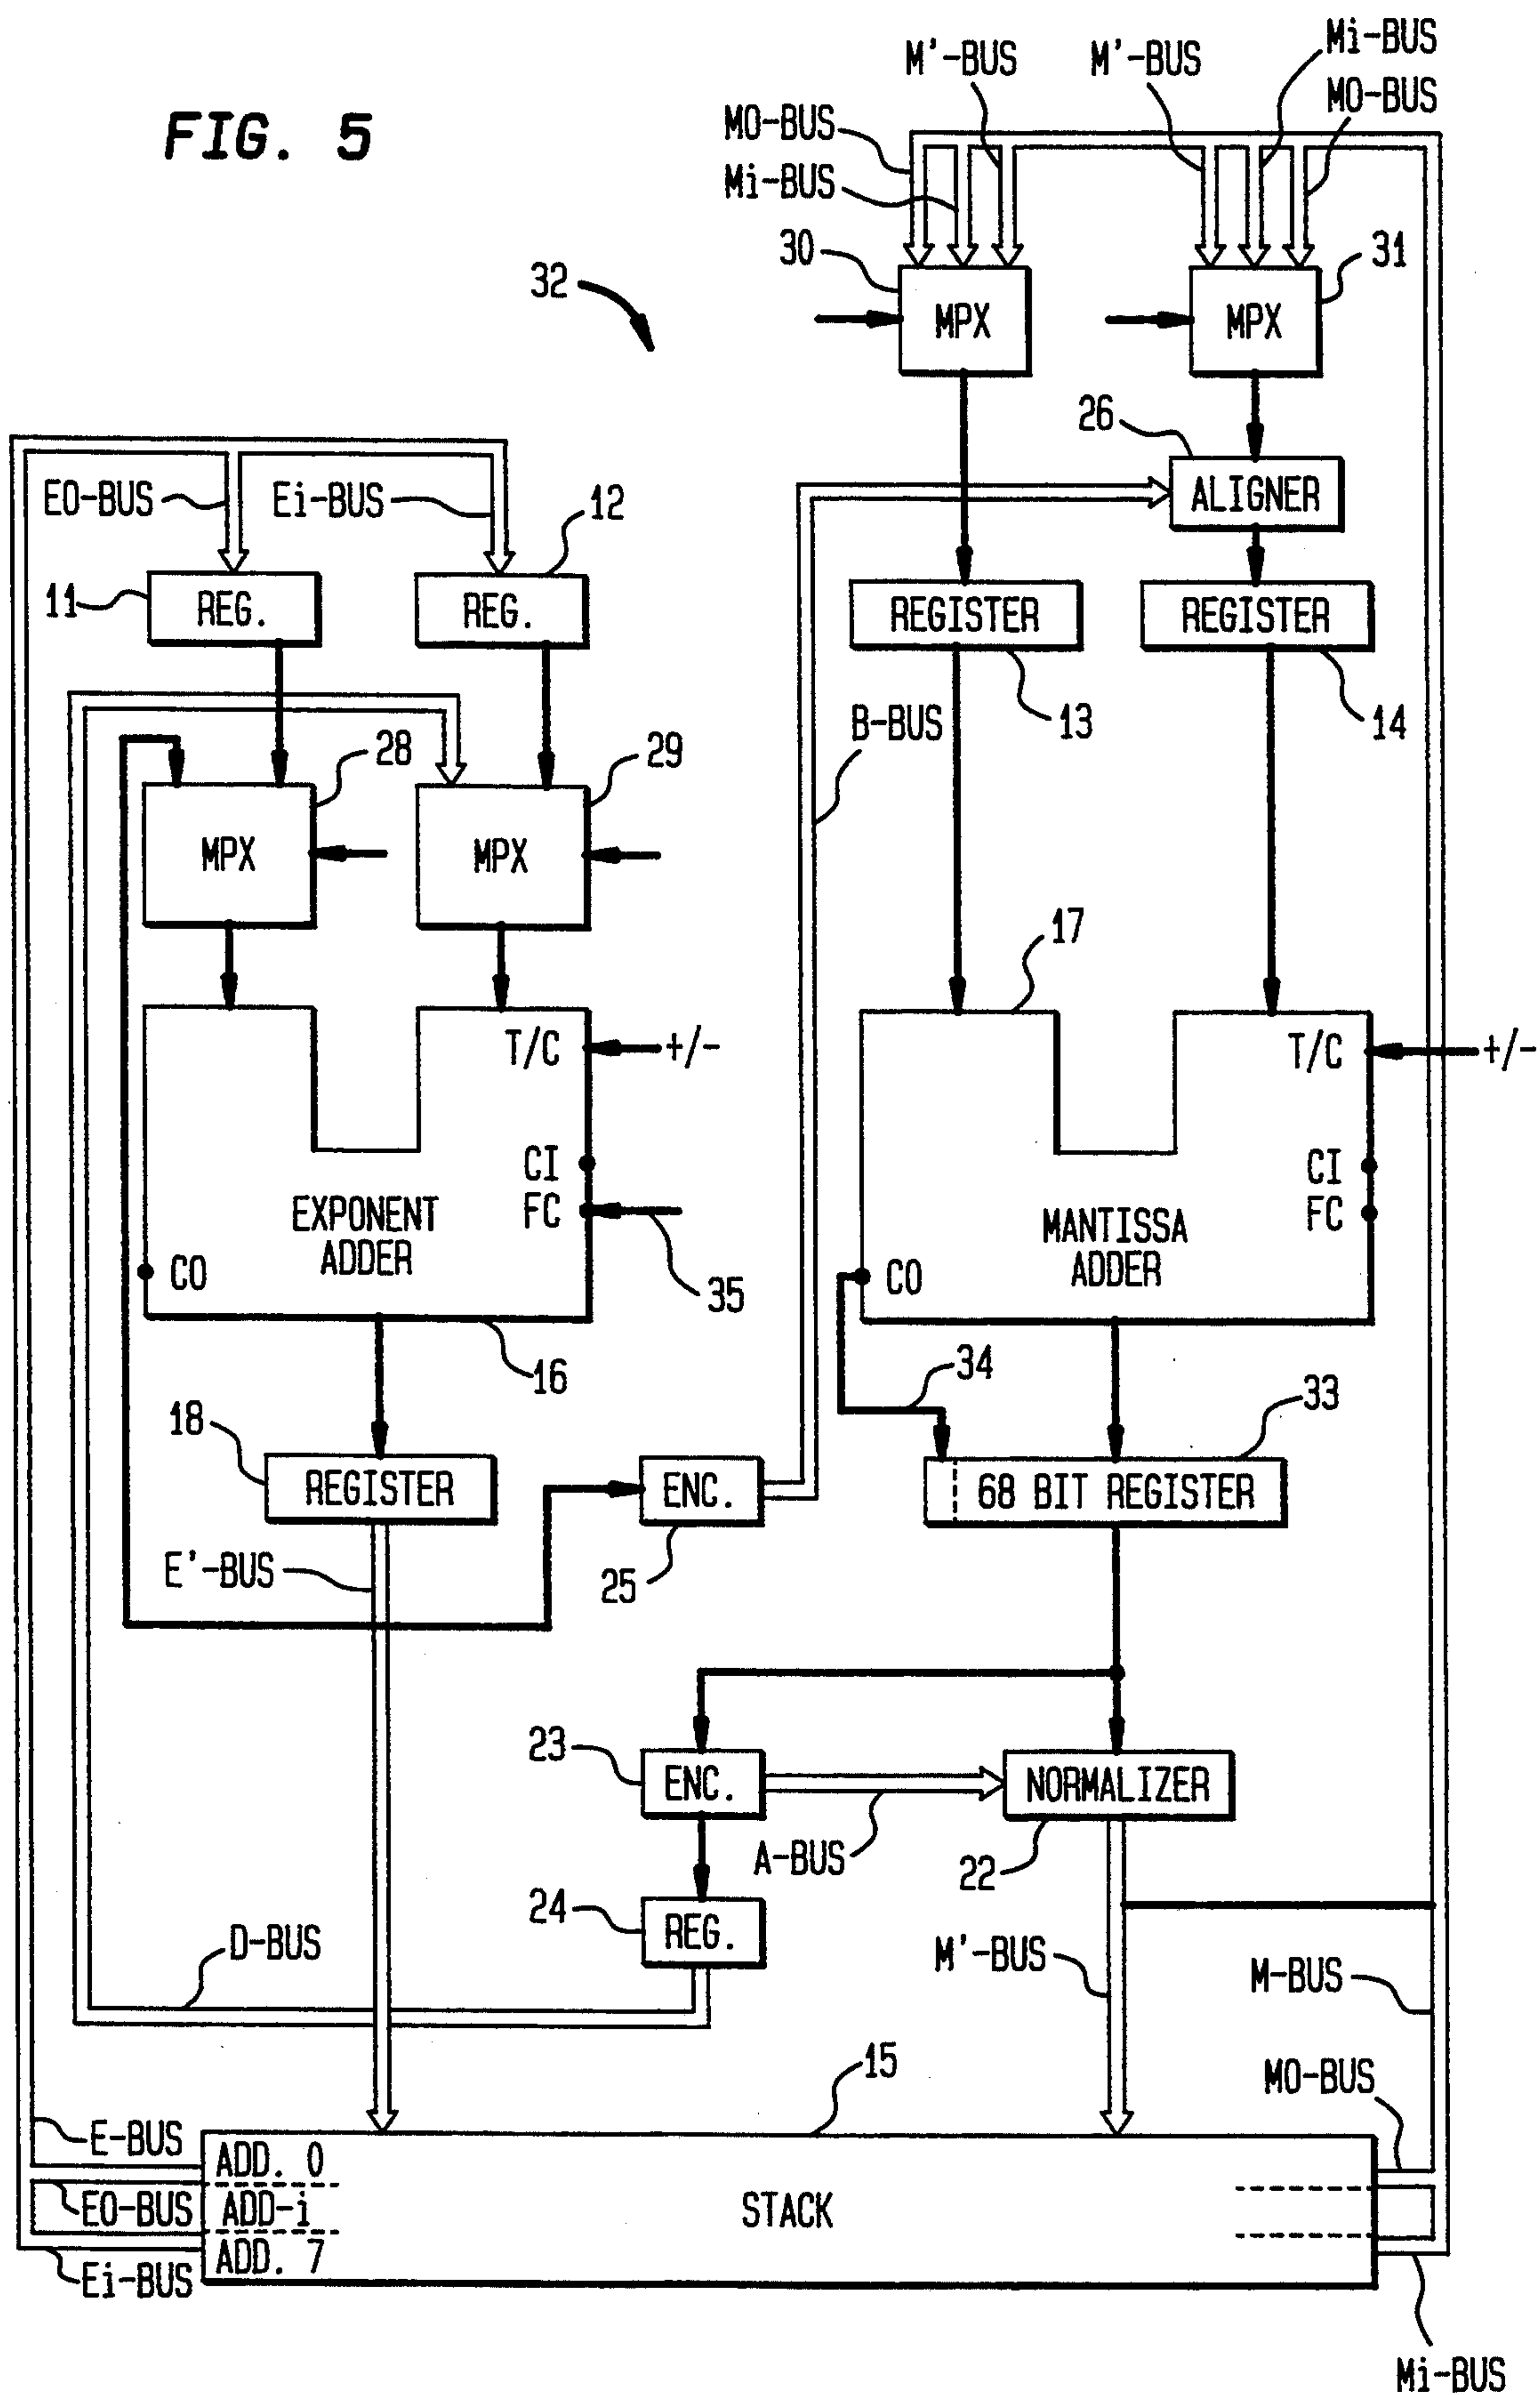 FIG. 5
M'-BUS
M'-BUS
Mi-BUS
MO-BUS
MO-BUS
Mi-BUS
30
31
32
MPX
MPX
26
ALIGNER
EO-BUS
Ei-BUS
12
11
REG.
REG.
REGISTER
REGISTER
13
14
B-BUS
28
29
MPX
MPX
17
T/C
+/-
T/C
+/-
CI
FC
CI
FC
EXPONENT
ADDER
MANTISSA
ADDER
CO
35
CO
16
34
33
18
REGISTER
ENC.
68 BIT REGISTER
E'-BUS
25
23
ENC.
NORMALIZER
A-BUS
22
24
REG.
D-BUS
M'-BUS
M-BUS
15
MO-BUS
E-BUS
ADD. 0
EO-BUS
ADD-i
STACK
ADD. 7
Ei-BUS
Mi-BUS